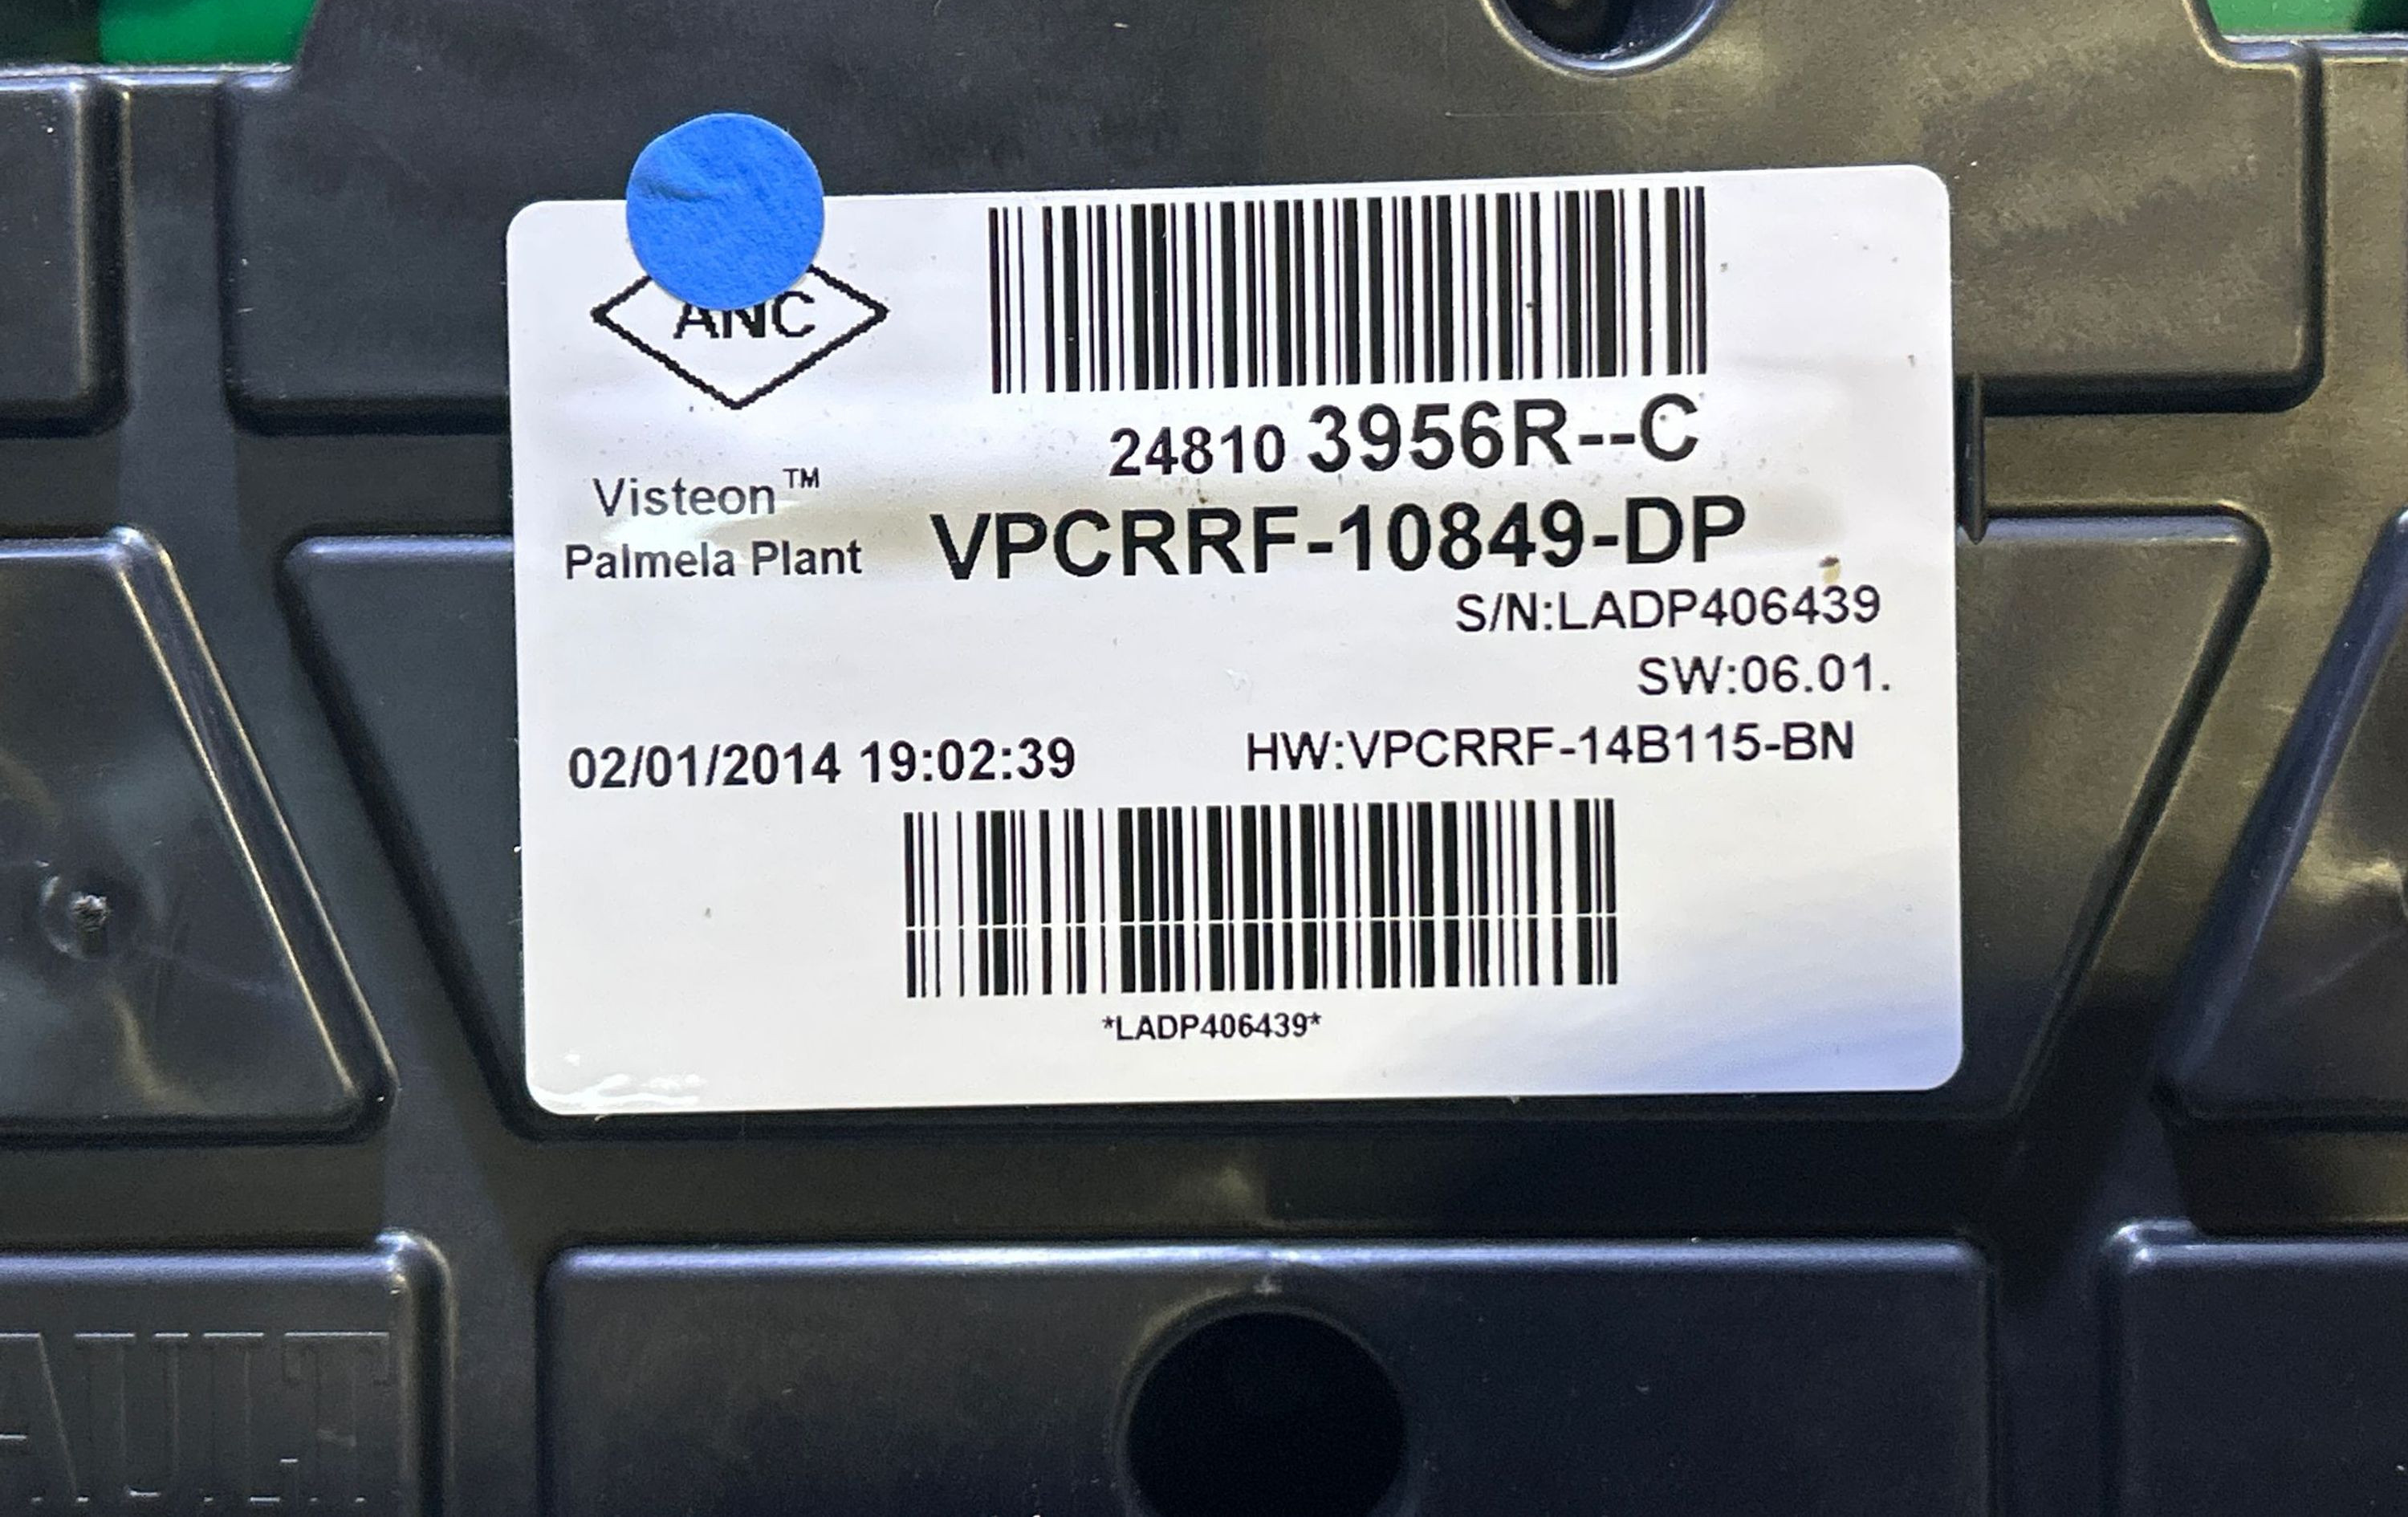 ANC
24810 3956R--C
Visteon™
Palmela Plant
VPCRRF-10849-DP
S/N:LADP406439
SW:06.01.
02/01/2014 19:02:39
HW:VPCRRF-14B115-BN
*LADP406439*